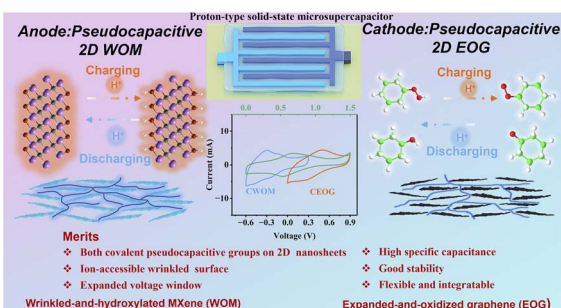 Proton-type solid-state microsupercapacitor
Anode:Pseudocapacitive
2D WOM
Cathode:Pseudocapacitive
2D EOG
Charging
H⁺
H⁺
Discharging
0.0 0.5 1.0 1.5
Current (mA)
10
0
−10
CWOM
CEOG
−0.6 −0.3 0.0 0.3 0.6 0.9
Voltage (V)
Charging
H⁺
H⁺
Discharging
Merits
❖ Both covalent pseudocapacitive groups on 2D nanosheets
❖ Ion-accessible wrinkled surface
❖ Expanded voltage window
❖ High specific capacitance
❖ Good stability
❖ Flexible and integratable
Wrinkled-and-hydroxylated MXene (WOM)
Expanded-and-oxidized graphene (EOG)